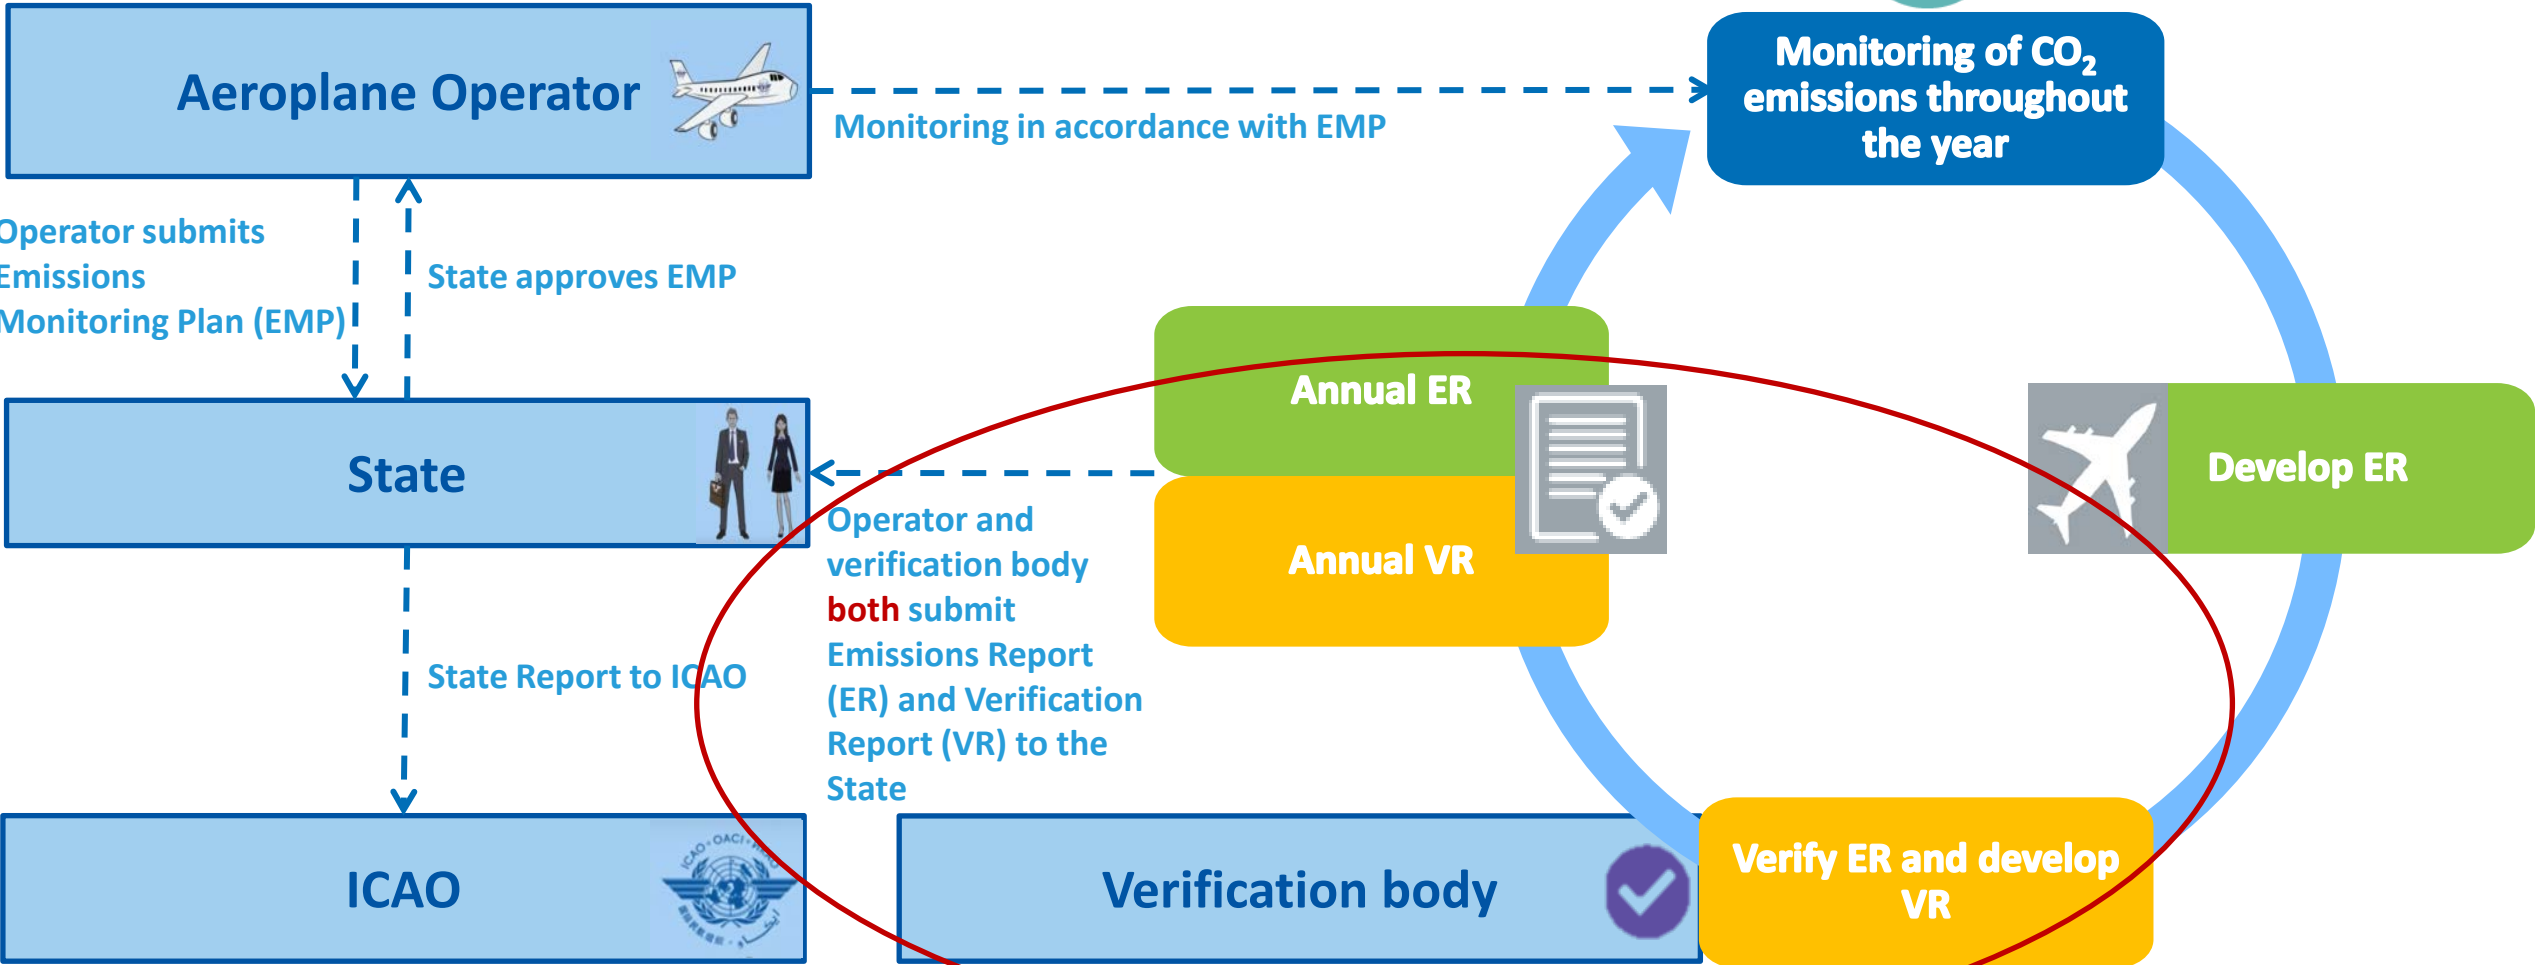 Aeroplane Operator
Monitoring in accordance with EMP
Monitoring of CO₂
emissions throughout
the year
Operator submits
Emissions
Monitoring Plan (EMP)
State approves EMP
Annual ER
Develop ER
State
Operator and
verification body
both submit
Emissions Report
(ER) and Verification
Report (VR) to the
State
Annual VR
State Report to ICAO
ICAO
ICAO · OACI ·
Verification body
Verify ER and develop
VR